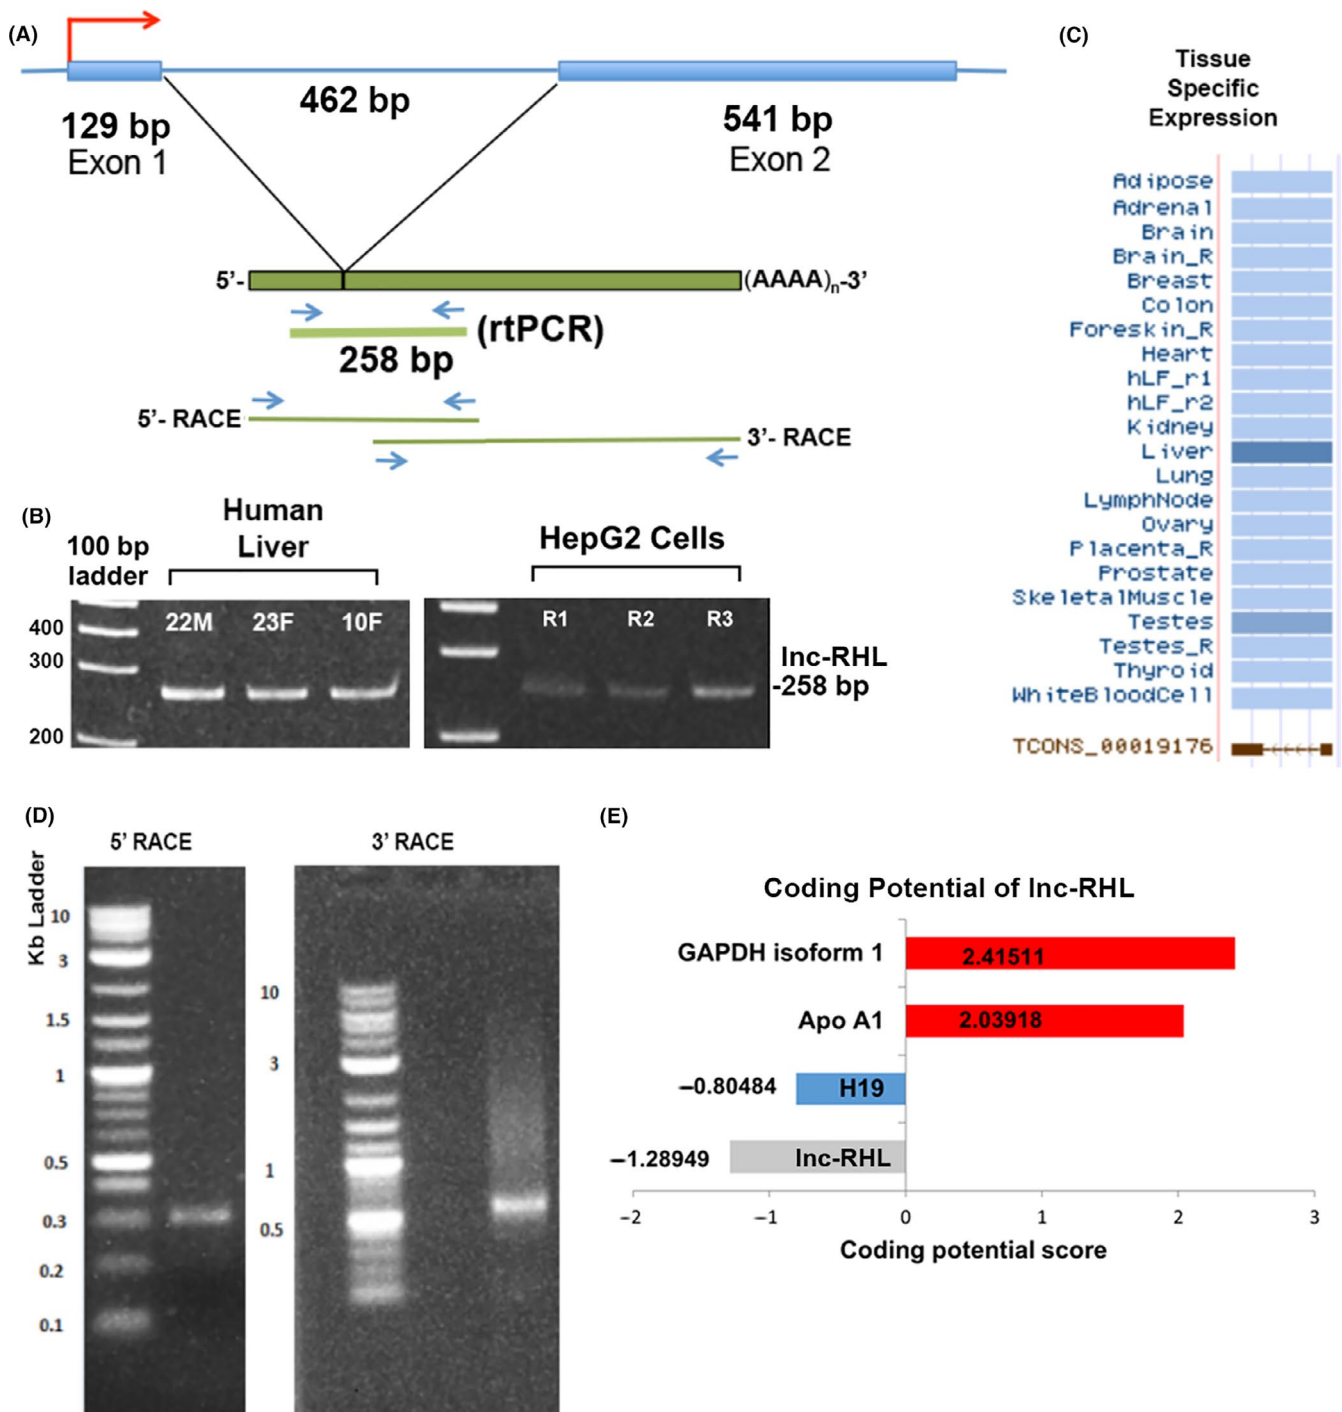 (A)
462 bp
129 bp
Exon 1
541 bp
Exon 2
5’-
(AAAA)n-3’
(rtPCR)
258 bp
5’- RACE
3’- RACE
(B)
100 bp
ladder
Human
Liver
HepG2 Cells
22M 23F 10F
R1 R2 R3
400
300
200
lnc-RHL
-258 bp
(C)
Tissue
Specific
Expression
Adipose
Adrenal
Brain
Brain_R
Breast
Colon
Foreskin_R
Heart
hLF_r1
hLF_r2
Kidney
Liver
Lung
LymphNode
Ovary
Placenta_R
Prostate
SkeletalMuscle
Testes
Testes_R
Thyroid
WhiteBloodCell
TCONS_00019176
(D)
5’ RACE
3’ RACE
Kb Ladder
10
3
1.5
1
0.5
0.3
0.2
0.1
10
3
1
0.5
(E)
Coding Potential of lnc-RHL
GAPDH isoform 1 2.41511
Apo A1 2.03918
–0.80484 H19
–1.28949 lnc-RHL
–2 –1 0 1 2 3
Coding potential score